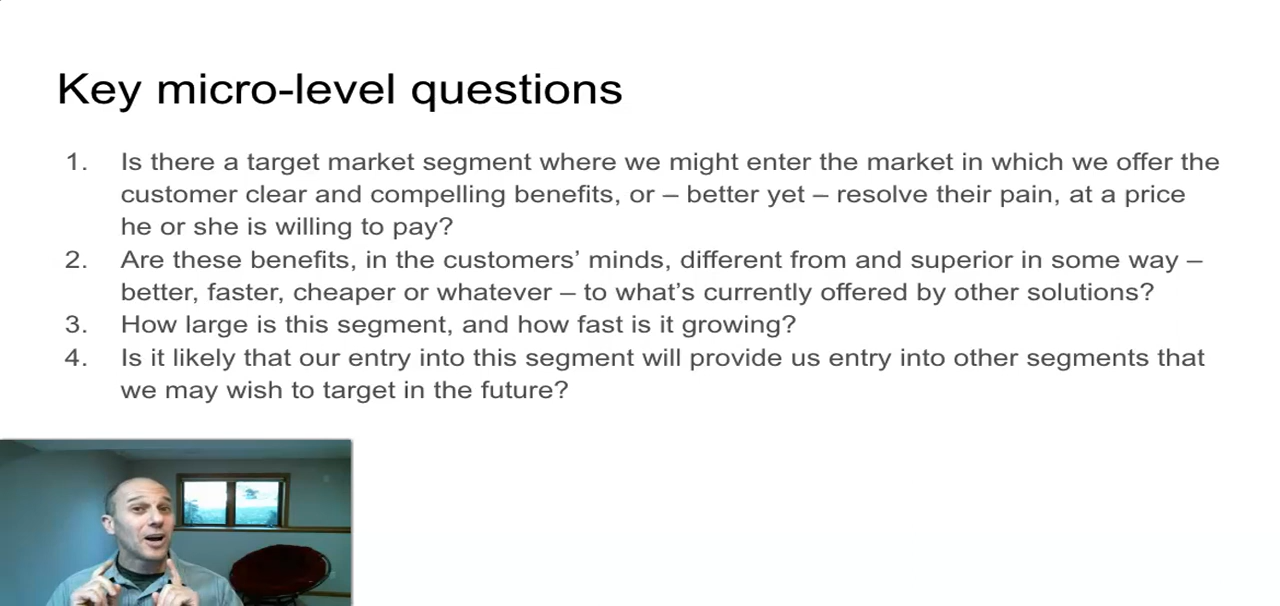 Key micro-level questions
1. Is there a target market segment where we might enter the market in which we offer the
customer clear and compelling benefits, or – better yet – resolve their pain, at a price
he or she is willing to pay?
2. Are these benefits, in the customers’ minds, different from and superior in some way –
better, faster, cheaper or whatever – to what’s currently offered by other solutions?
3. How large is this segment, and how fast is it growing?
4. Is it likely that our entry into this segment will provide us entry into other segments that
we may wish to target in the future?